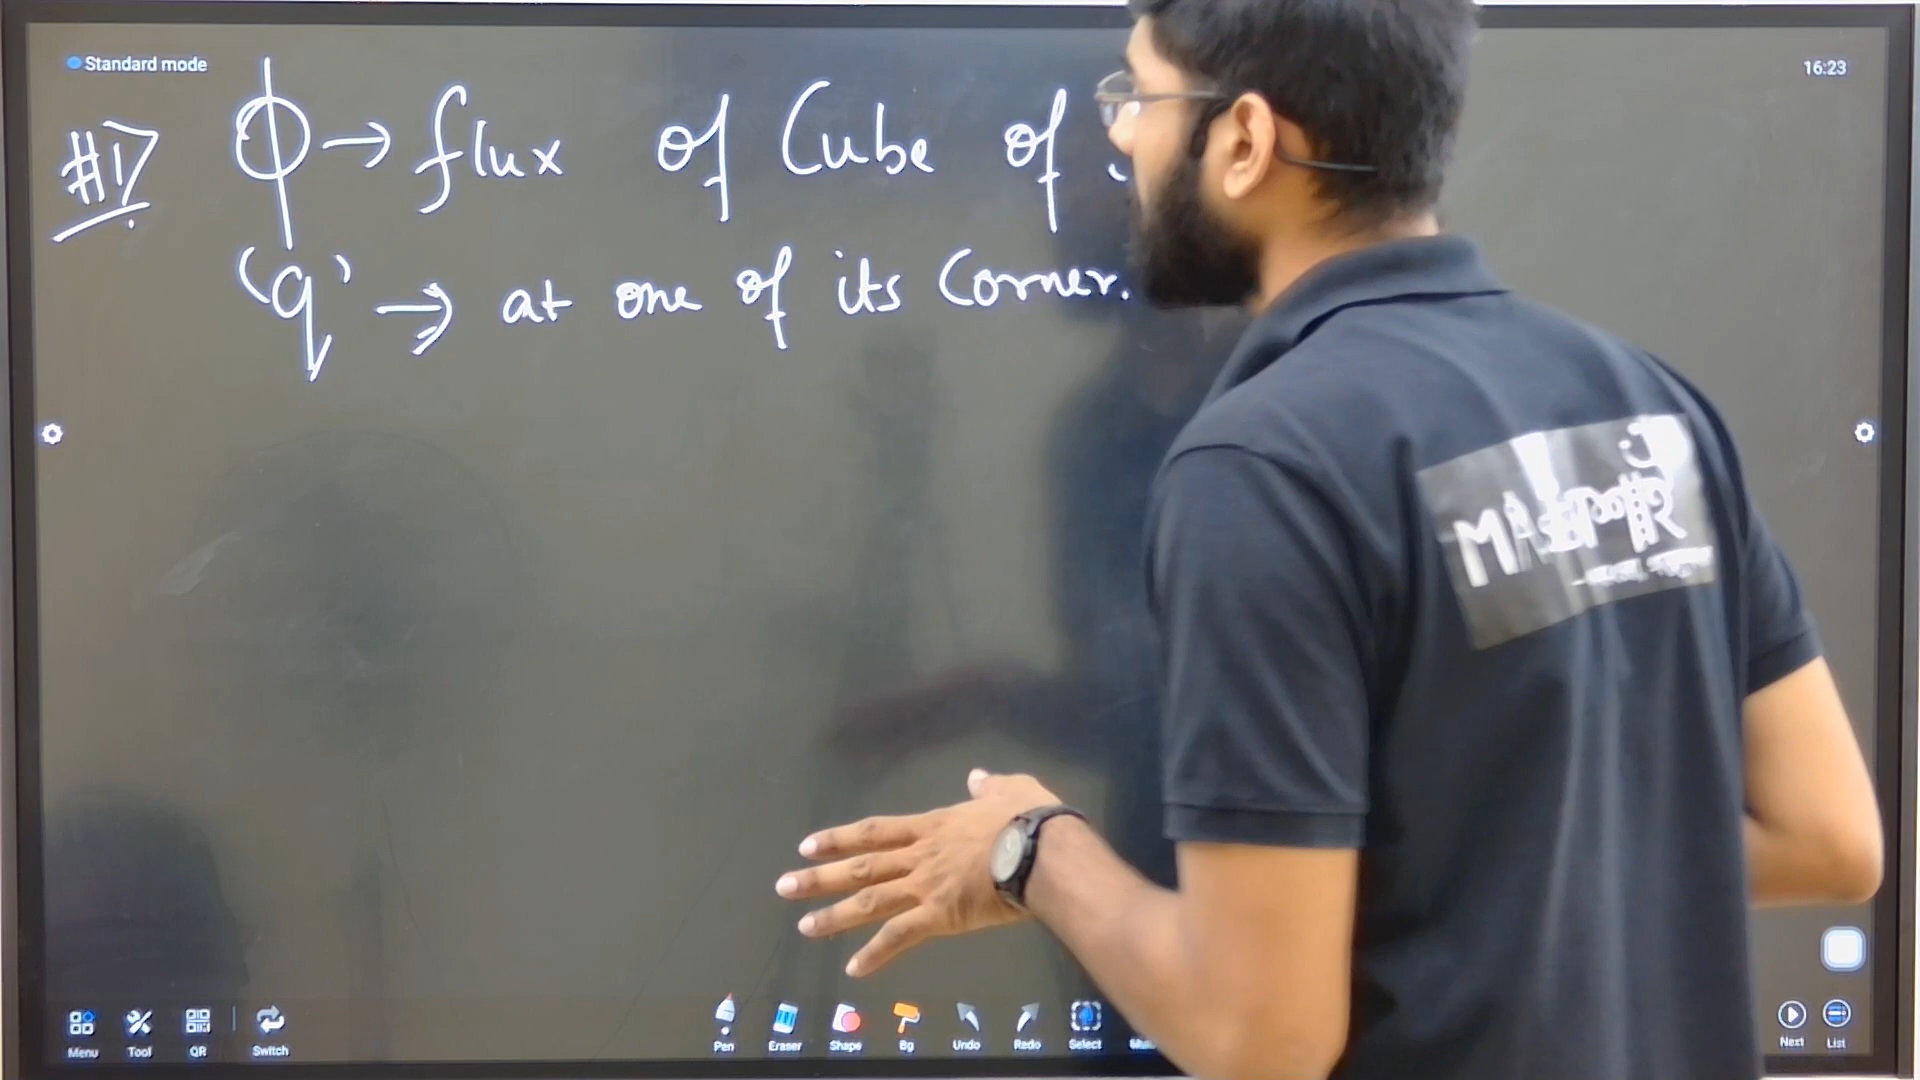 Standard mode
16:23
#1) ϕ → flux of Cube of
'q' → at one of its Corner.
Menu Tool QR Switch Pen Eraser Shape Bg Undo Redo Select Next List